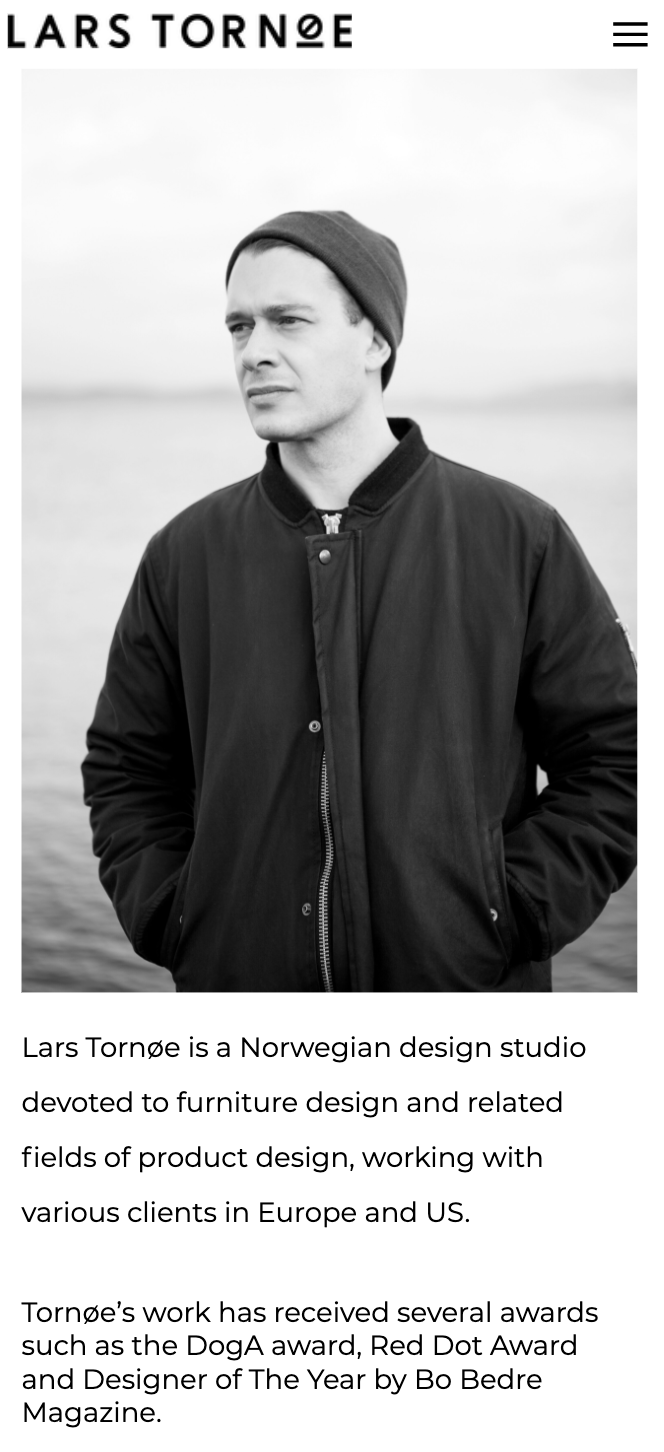 LARS TORNØE
Lars Tornøe is a Norwegian design studio
devoted to furniture design and related
fields of product design, working with
various clients in Europe and US.
Tornøe’s work has received several awards
such as the DogA award, Red Dot Award
and Designer of The Year by Bo Bedre
Magazine.